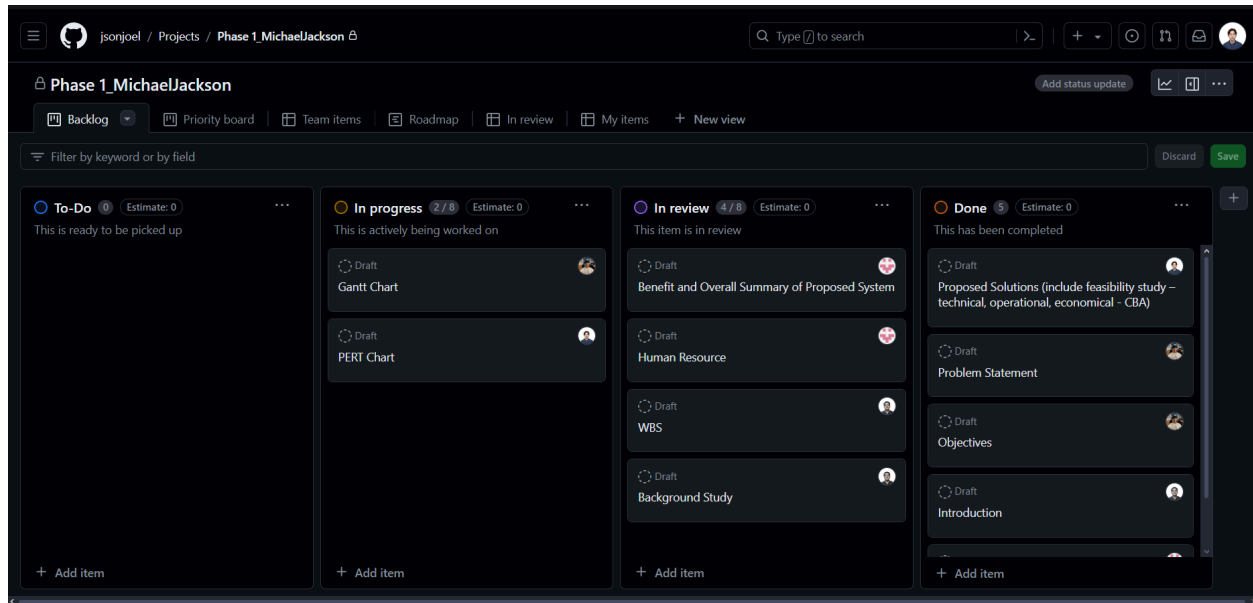 jsonjoel / Projects / Phase 1_MichaelJackson
Type / to search
Phase 1_MichaelJackson
Add status update
Backlog
Priority board
Team items
Roadmap
In review
My items
+ New view
Filter by keyword or by field
Discard
Save
To-Do 0 Estimate: 0
This is ready to be picked up
+ Add item
In progress 2 / 8 Estimate: 0
This is actively being worked on
Draft
Gantt Chart
Draft
PERT Chart
+ Add item
In review 4 / 8 Estimate: 0
This item is in review
Draft
Benefit and Overall Summary of Proposed System
Draft
Human Resource
Draft
WBS
Draft
Background Study
+ Add item
Done 5 Estimate: 0
This has been completed
Draft
Proposed Solutions (include feasibility study –
technical, operational, economical - CBA)
Draft
Problem Statement
Draft
Objectives
Draft
Introduction
+ Add item